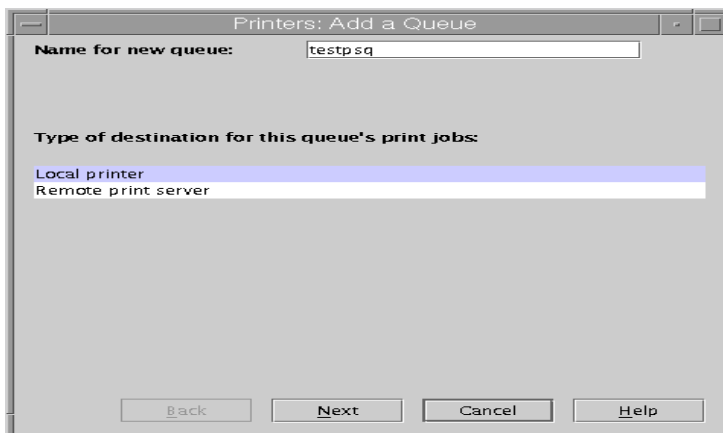 Printers: Add a Queue
Name for new queue: testpsq
Type of destination for this queue's print jobs:
Local printer
Remote print server
Back Next Cancel Help